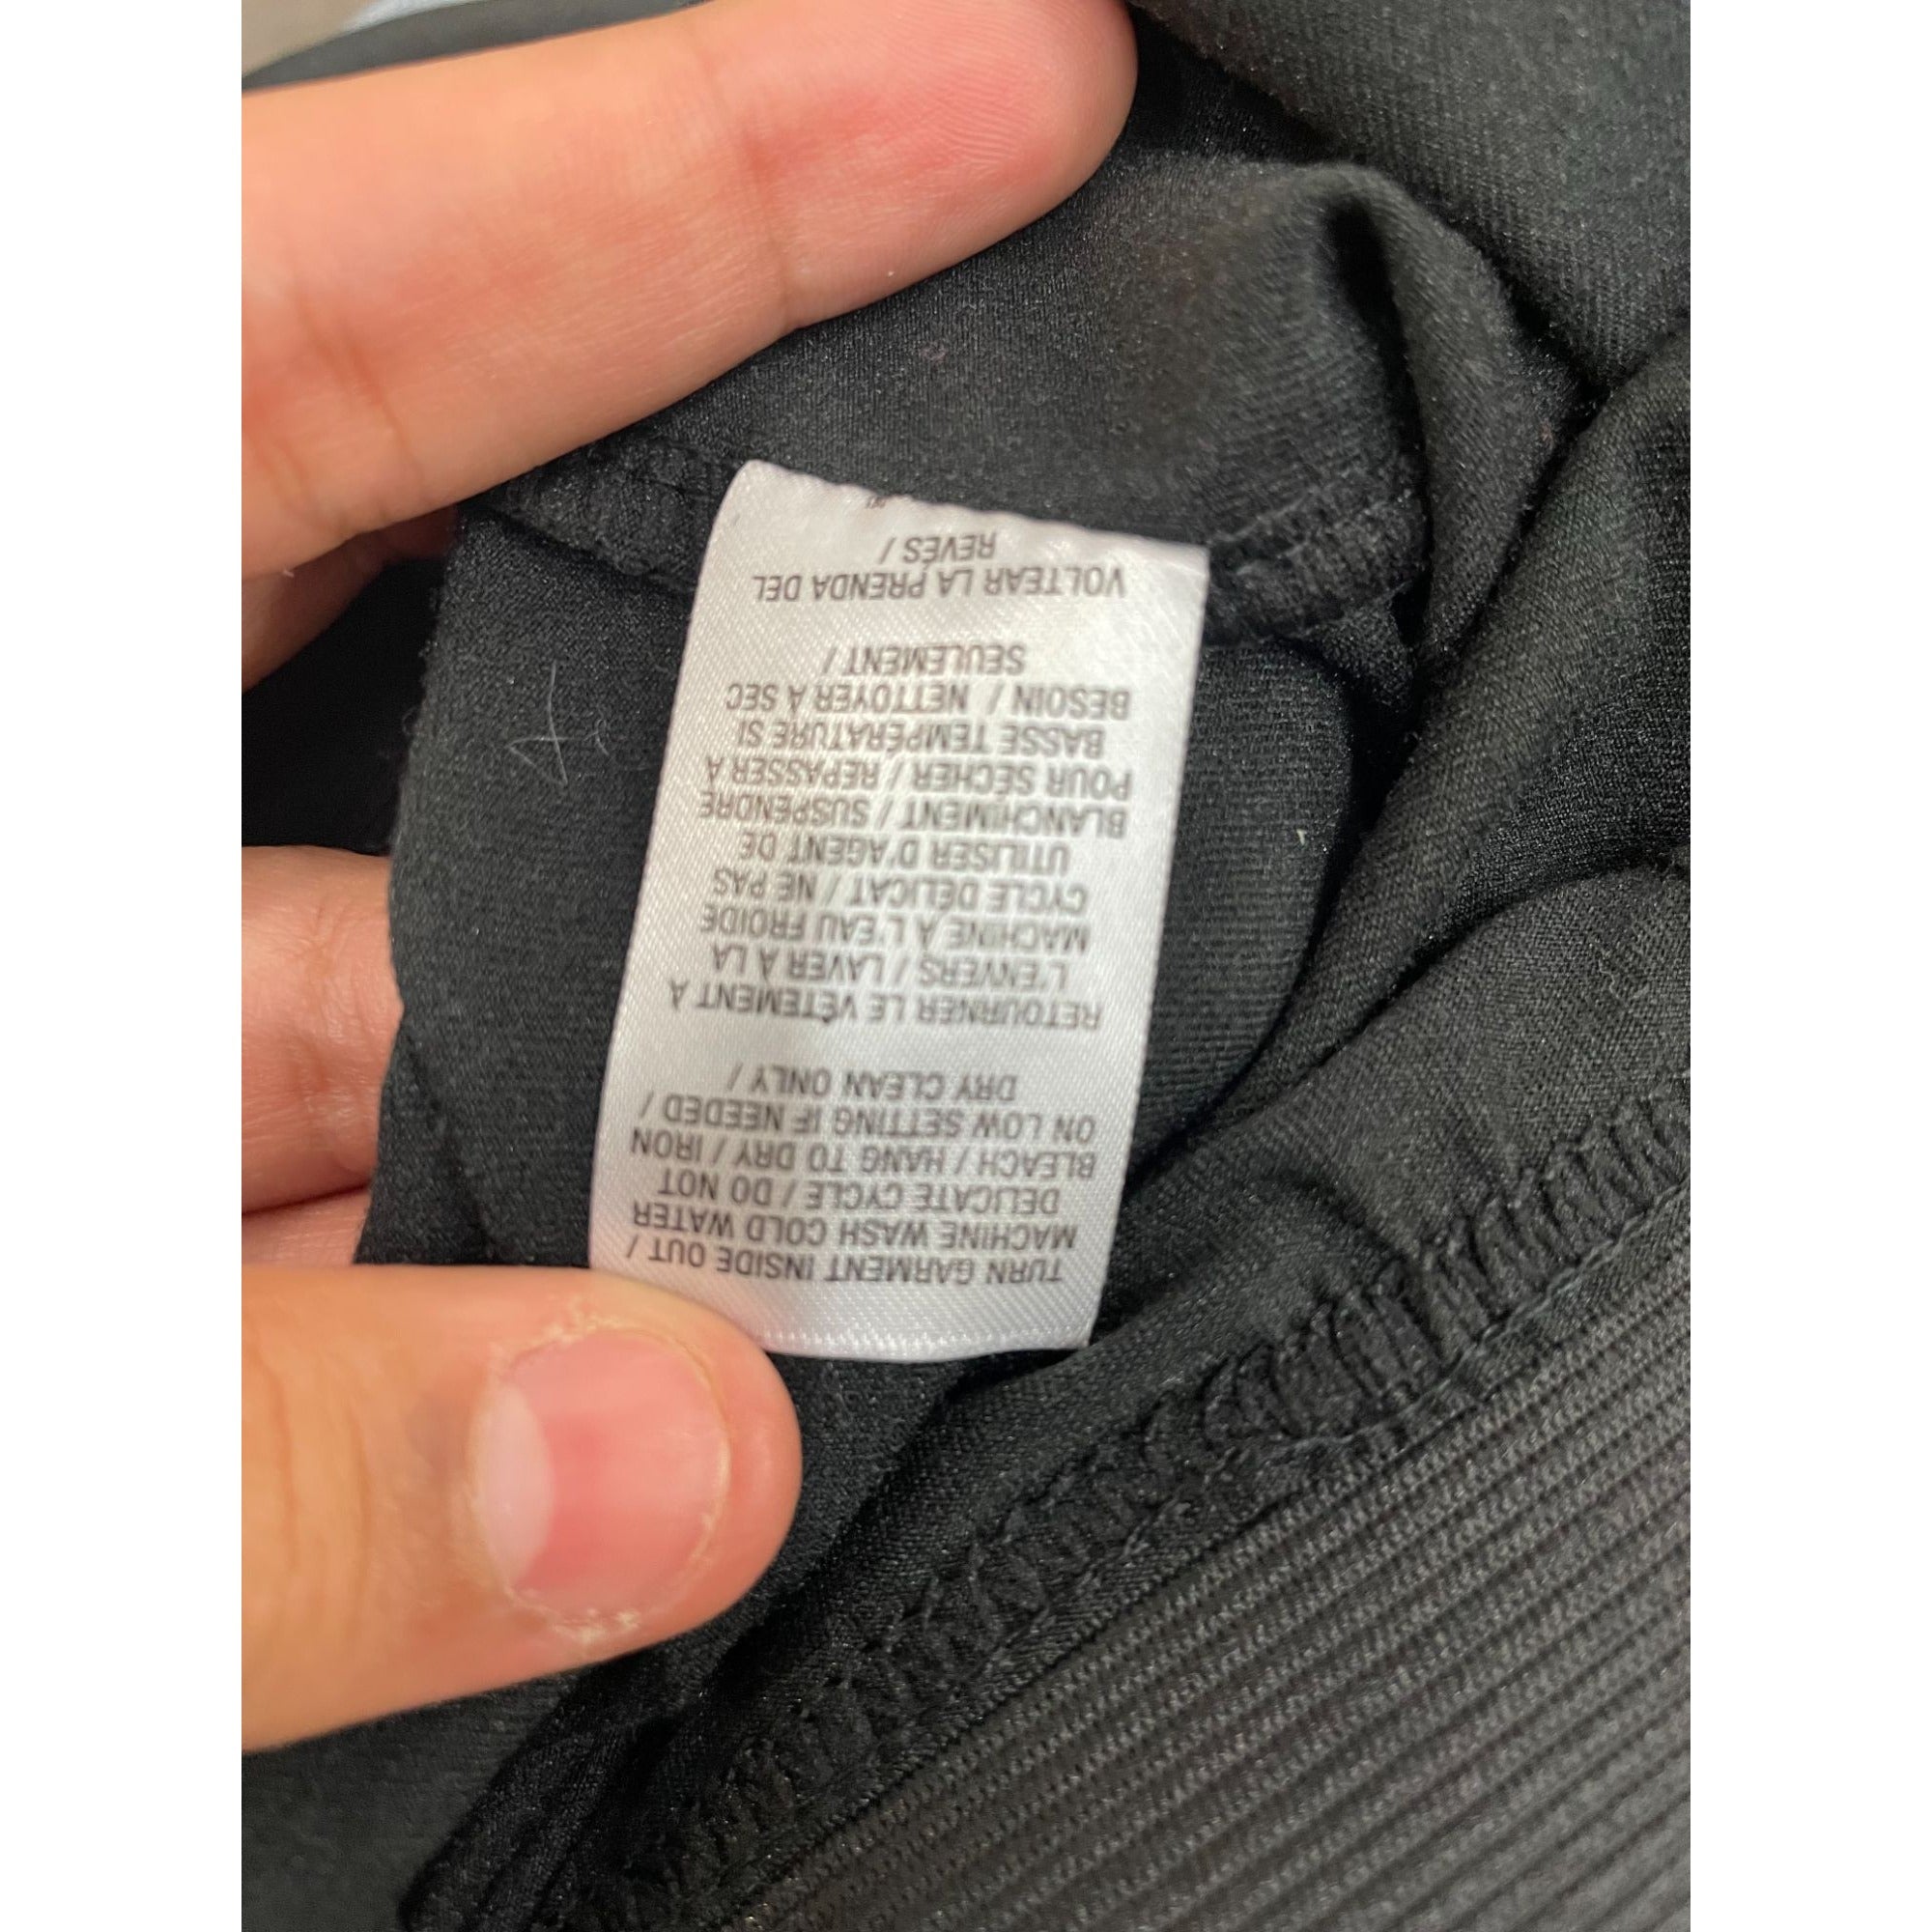 TURN GARMENT INSIDE OUT /
MACHINE WASH COLD WATER
DELICATE CYCLE / DO NOT
BLEACH / HANG TO DRY / IRON
ON LOW SETTING IF NEEDED /
DRY CLEAN ONLY /
RETOURNER LE VÊTEMENT À
L'ENVERS / LAVER À LA
MACHINE À L'EAU FROIDE
CYCLE DÉLICAT / NE PAS
UTILISER D'AGENT DE
BLANCHIMENT / SUSPENDRE
POUR SÉCHER / REPASSER À
BASSE TEMPÉRATURE SI
BESOIN / NETTOYER À SEC
SEULEMENT /
VOLTEAR LA PRENDA DEL
REVÉS /